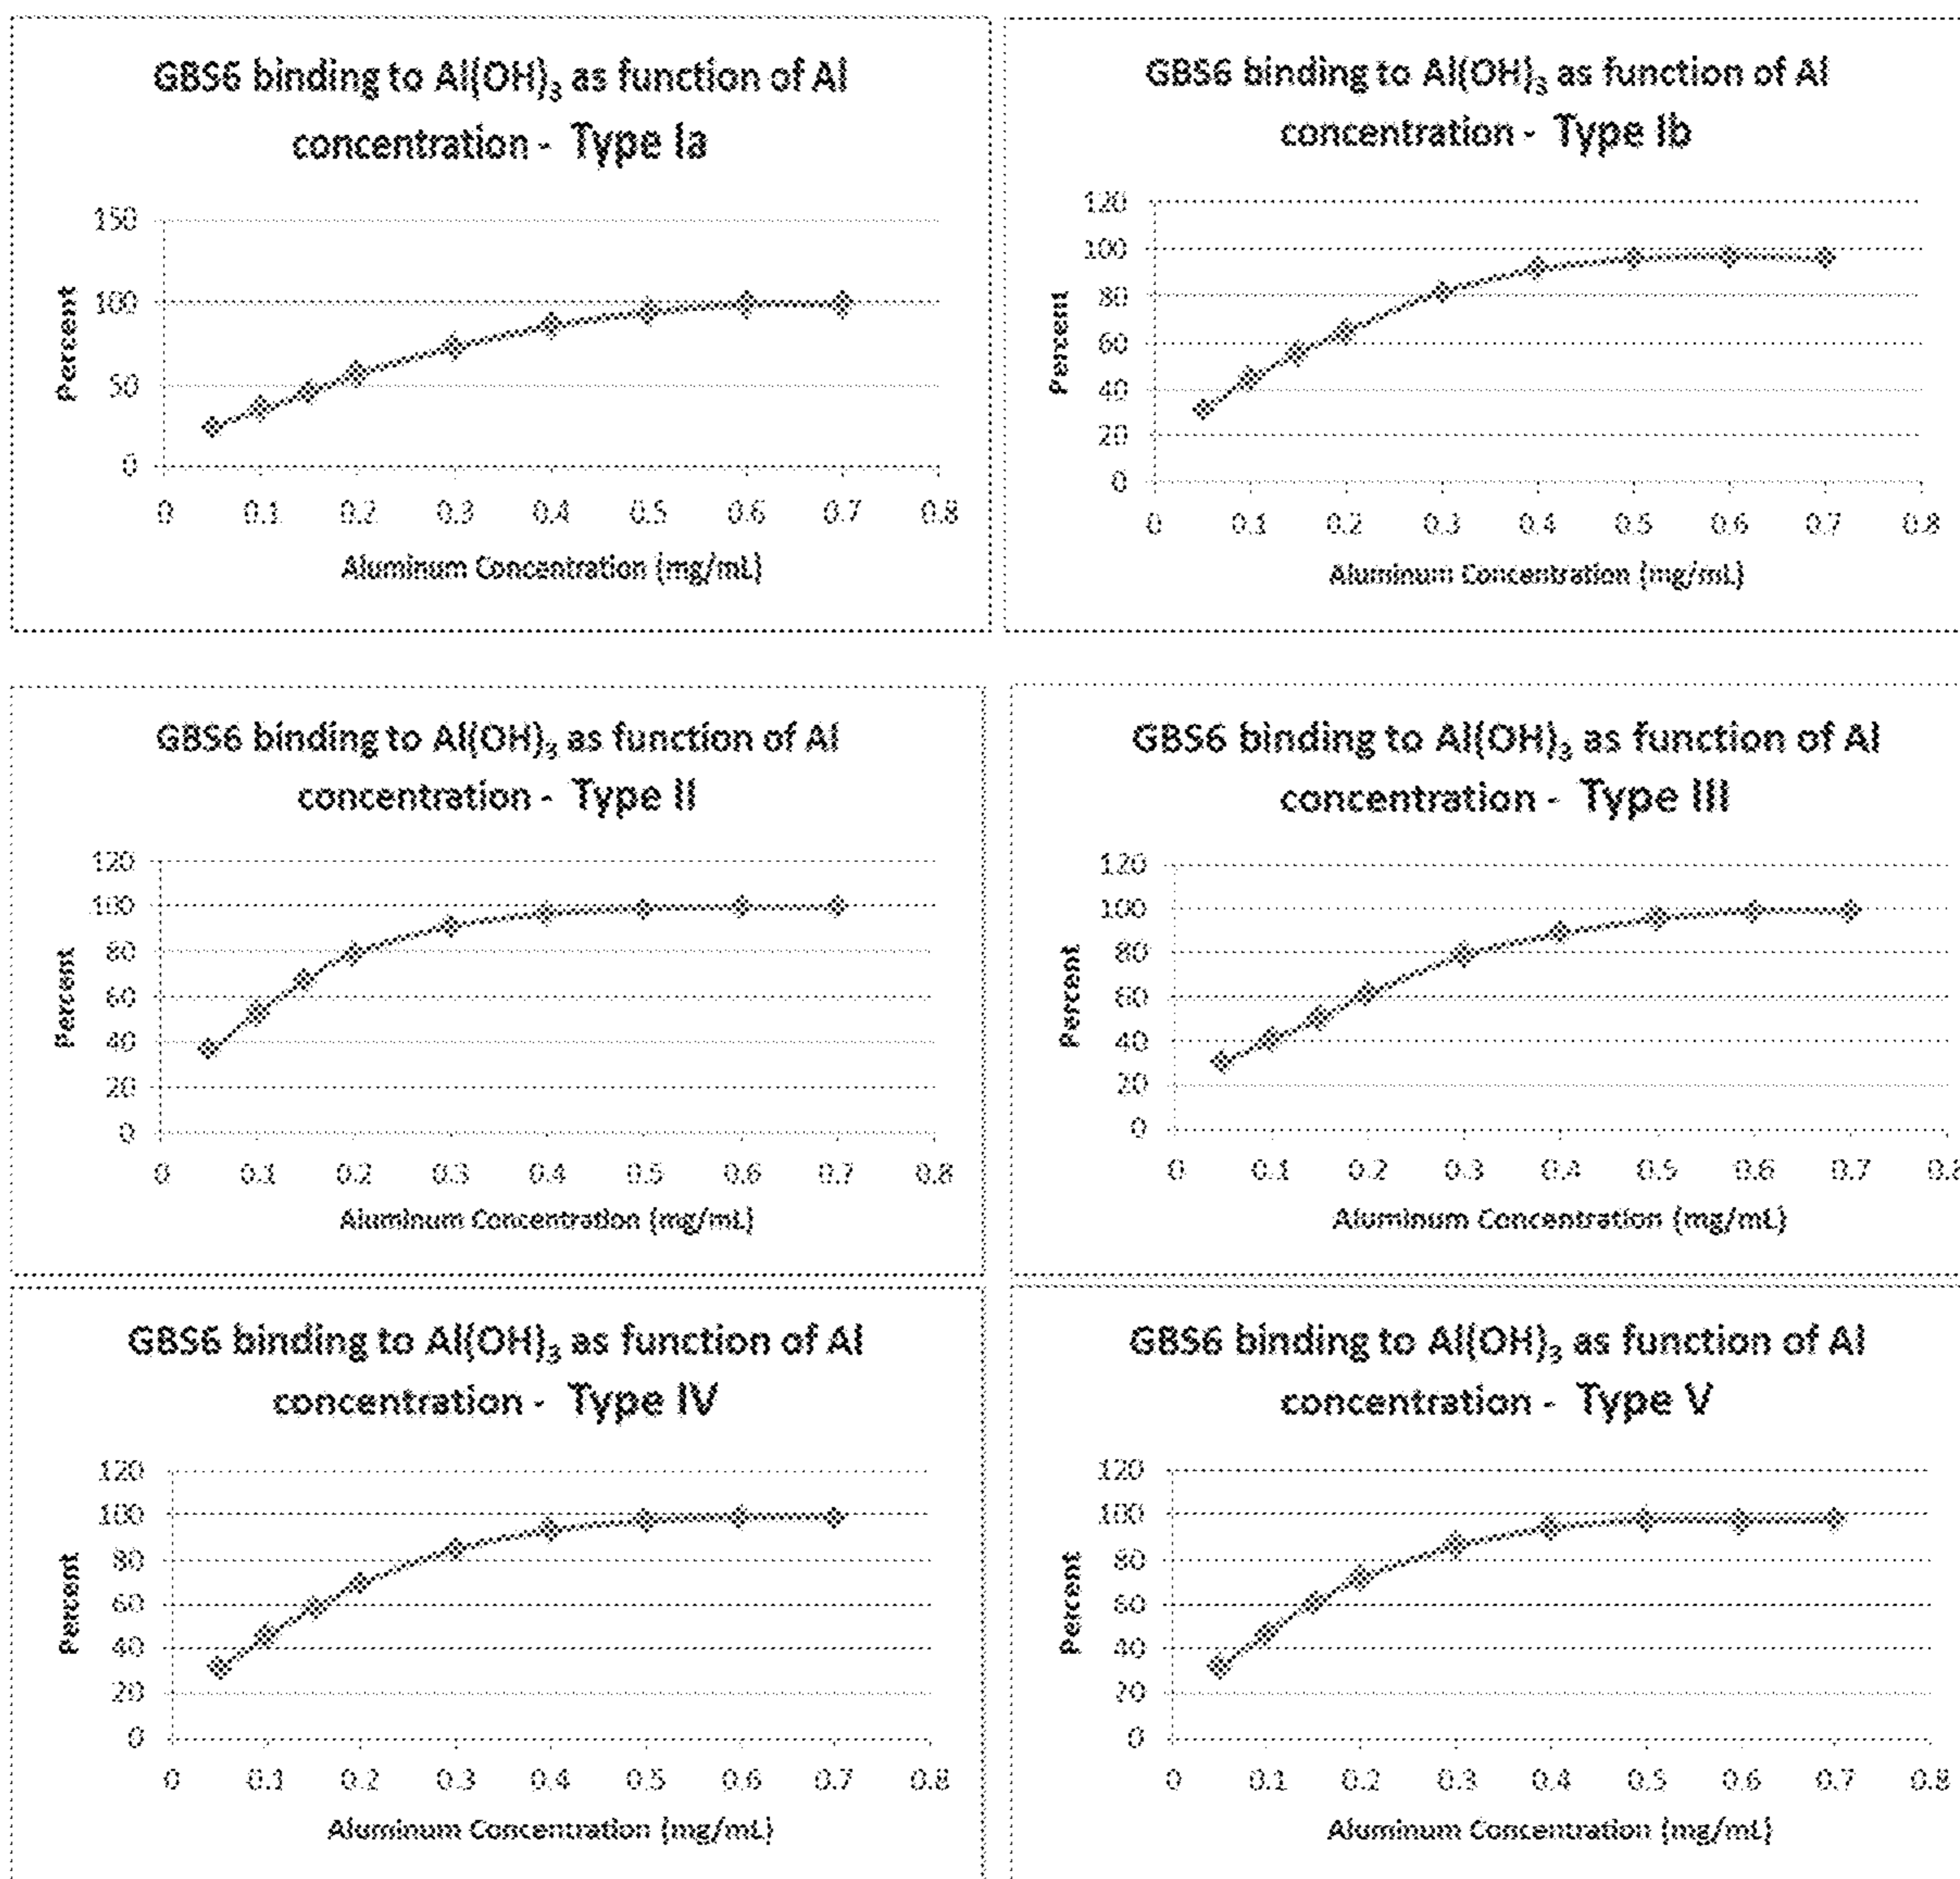 GBS6 binding to Al(OH)₃ as function of Al
concentration - Type Ia
150
100
50
0
Percent
0 0.1 0.2 0.3 0.4 0.5 0.6 0.7 0.8
Aluminum Concentration (mg/mL)
GBS6 binding to Al(OH)₃ as function of Al
concentration - Type Ib
120
100
80
60
40
20
0
Percent
0 0.1 0.2 0.3 0.4 0.5 0.6 0.7 0.8
Aluminum Concentration (mg/mL)
GBS6 binding to Al(OH)₃ as function of Al
concentration - Type II
120
100
80
60
40
20
0
Percent
0 0.1 0.2 0.3 0.4 0.5 0.6 0.7 0.8
Aluminum Concentration (mg/mL)
GBS6 binding to Al(OH)₃ as function of Al
concentration - Type III
120
100
80
60
40
20
0
Percent
0 0.1 0.2 0.3 0.4 0.5 0.6 0.7 0.8
Aluminum Concentration (mg/mL)
GBS6 binding to Al(OH)₃ as function of Al
concentration - Type IV
120
100
80
60
40
20
0
Percent
0 0.1 0.2 0.3 0.4 0.5 0.6 0.7 0.8
Aluminum Concentration (mg/mL)
GBS6 binding to Al(OH)₃ as function of Al
concentration - Type V
120
100
80
60
40
20
0
Percent
0 0.1 0.2 0.3 0.4 0.5 0.6 0.7 0.8
Aluminum Concentration (mg/mL)